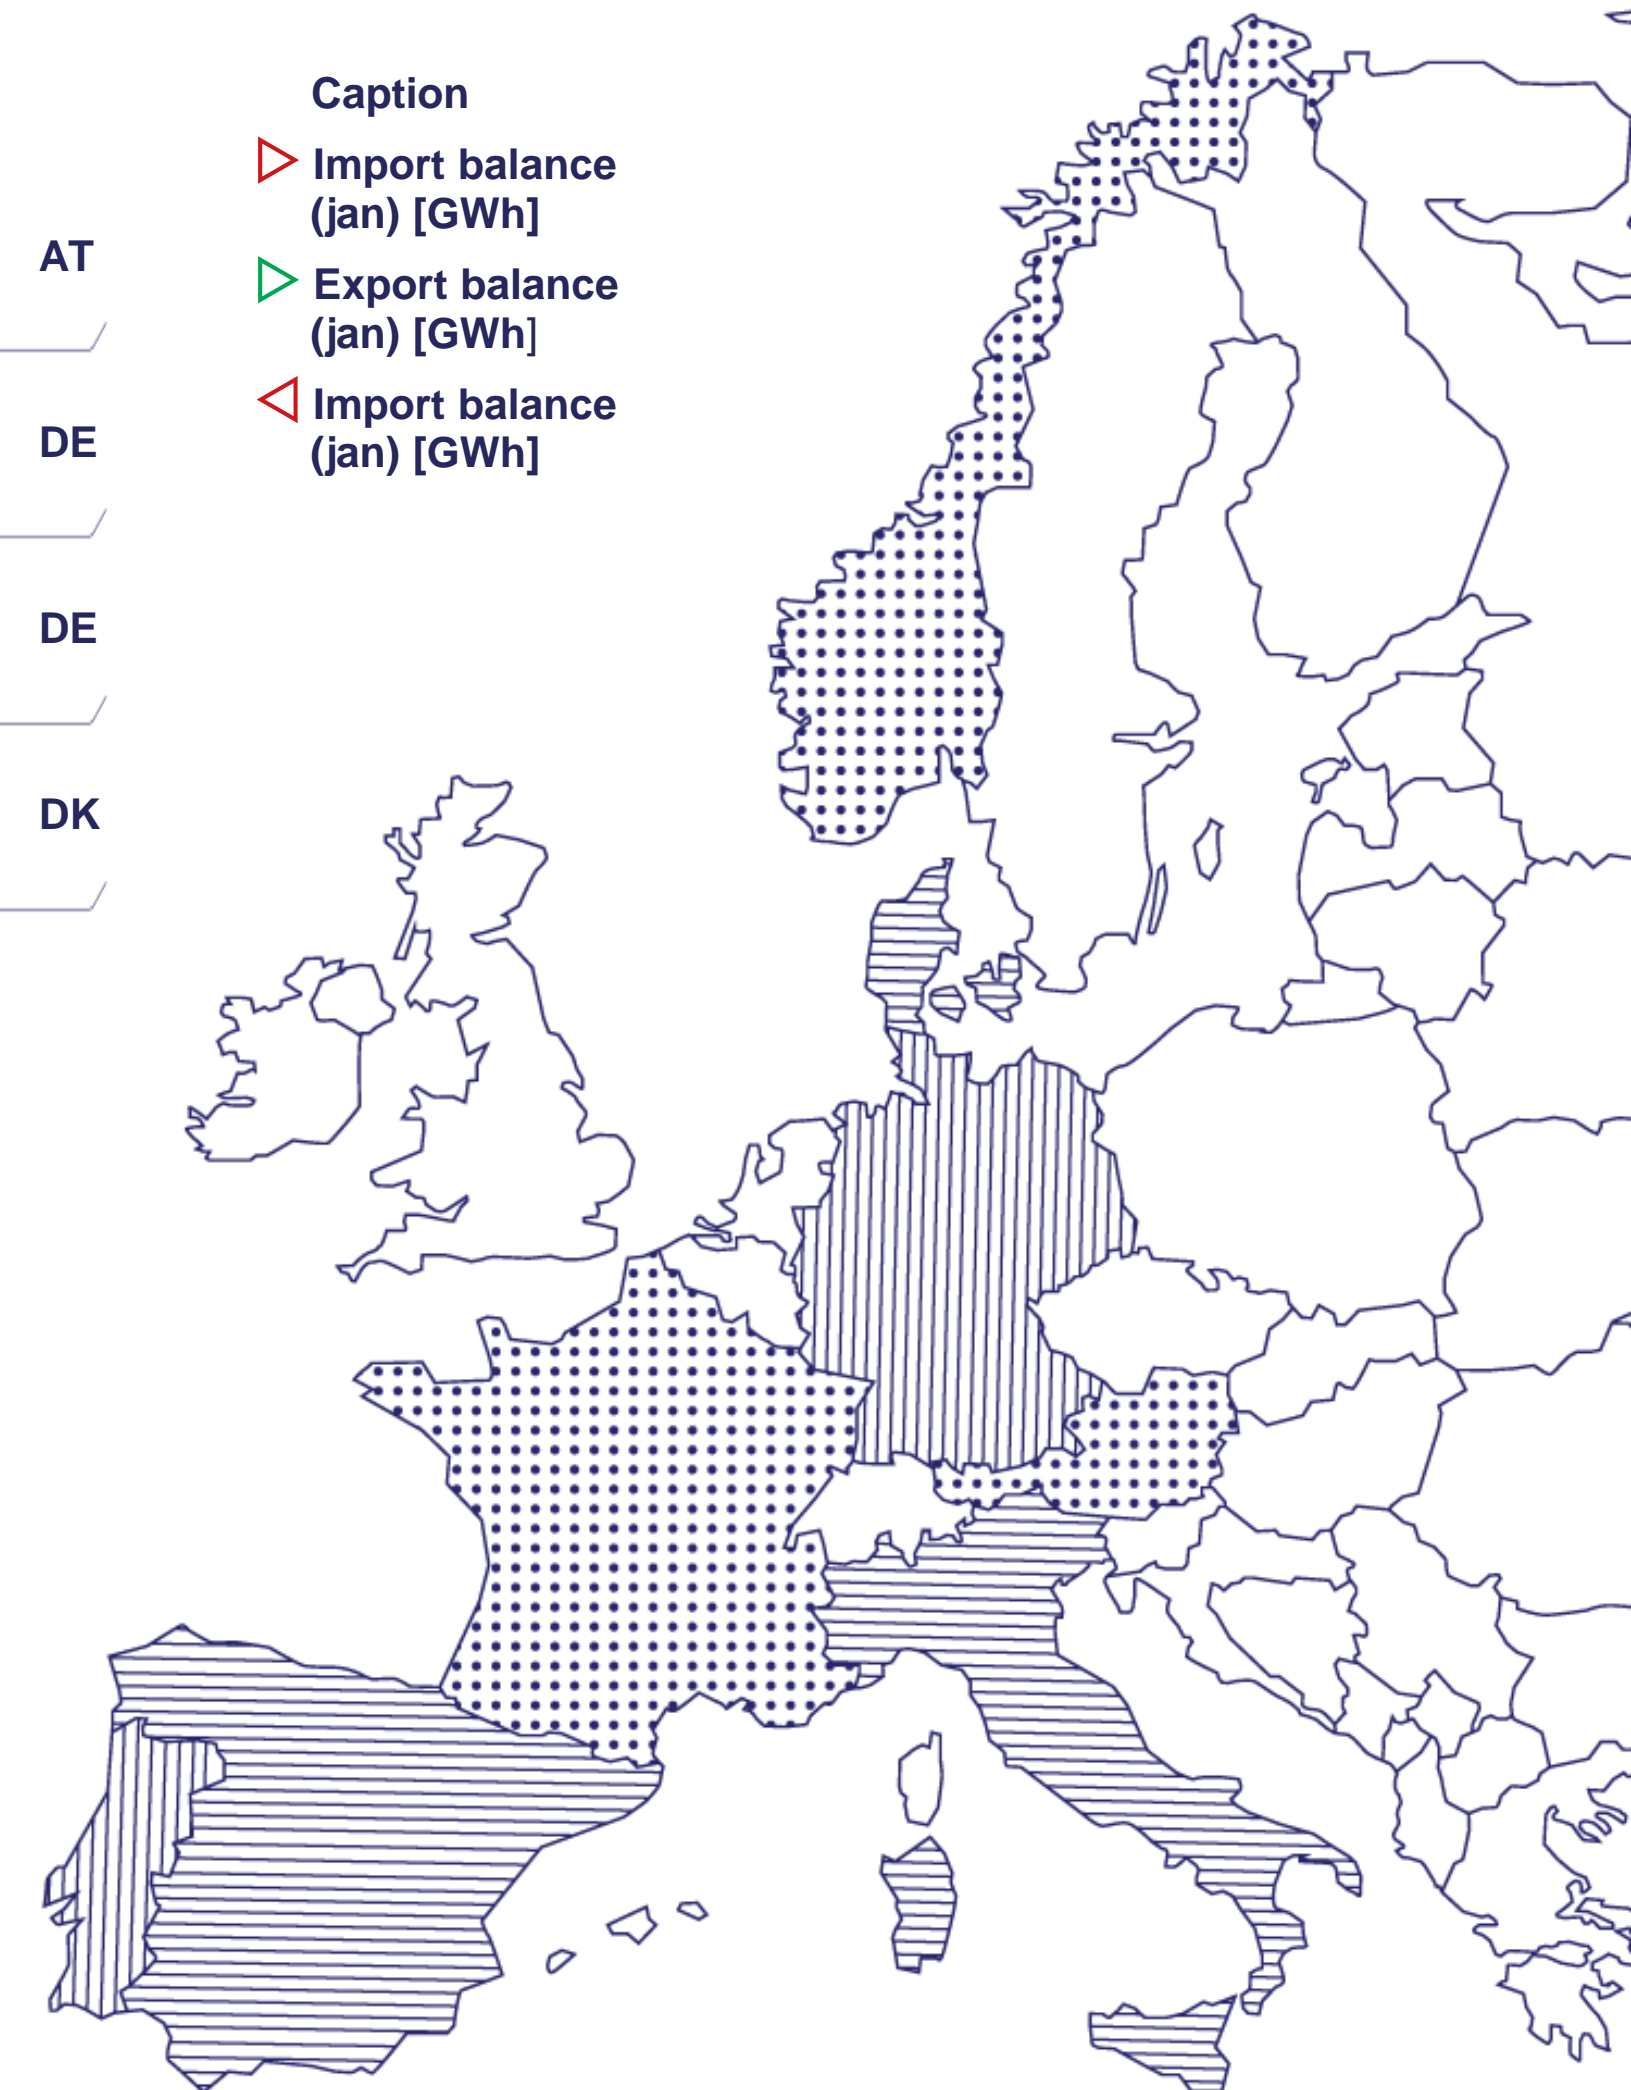 Caption
Import balance
(jan) [GWh]
AT
Export balance
(jan) [GWh]
Import balance
(jan) [GWh]
DE
DE
DK